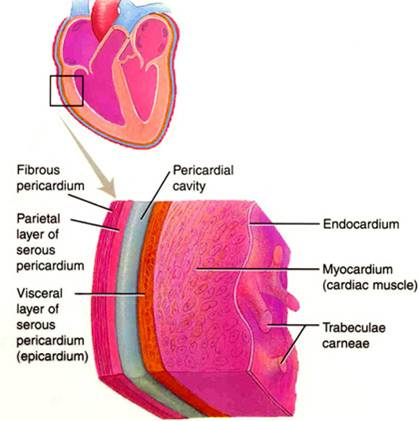 Fibrous
pericardium
Pericardial
cavity
Parietal
layer of
serous
pericardium
Visceral
layer of
serous
pericardium
(epicardium)
Endocardium
Myocardium
(cardiac muscle)
Trabeculae
carneae